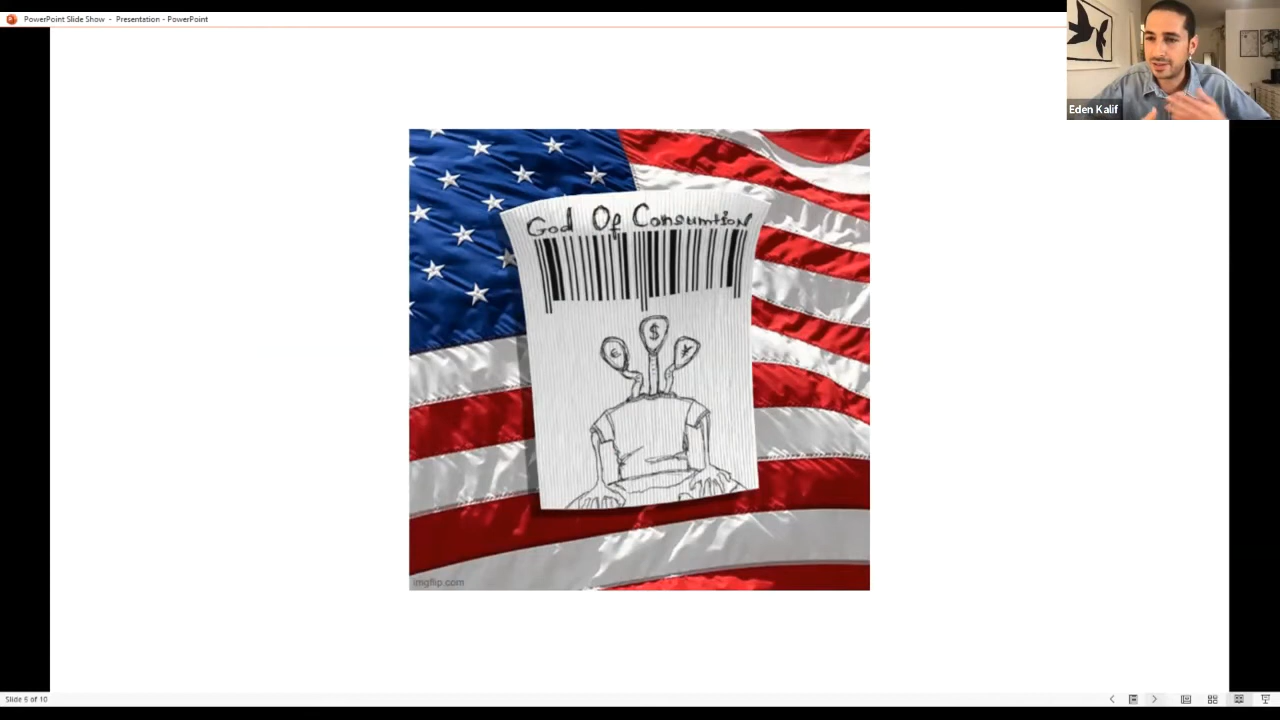 PowerPoint Slide Show - Presentation - PowerPoint
Eden Kalif
God Of Consumtion
$
€
¥
imgflip.com
Slide 6 of 10